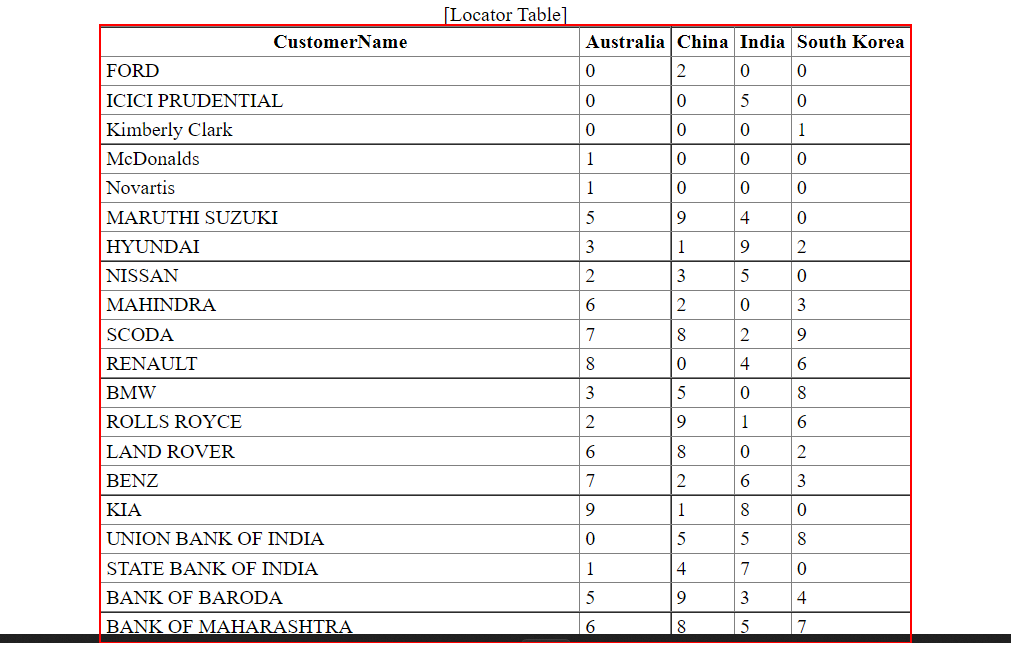 [Locator Table]
CustomerName Australia China India South Korea
FORD 0 2 0 0
ICICI PRUDENTIAL 0 0 5 0
Kimberly Clark 0 0 0 1
McDonalds 1 0 0 0
Novartis 1 0 0 0
MARUTHI SUZUKI 5 9 4 0
HYUNDAI 3 1 9 2
NISSAN 2 3 5 0
MAHINDRA 6 2 0 3
SCODA 7 8 2 9
RENAULT 8 0 4 6
BMW 3 5 0 8
ROLLS ROYCE 2 9 1 6
LAND ROVER 6 8 0 2
BENZ 7 2 6 3
KIA 9 1 8 0
UNION BANK OF INDIA 0 5 5 8
STATE BANK OF INDIA 1 4 7 0
BANK OF BARODA 5 9 3 4
BANK OF MAHARASHTRA 6 8 5 7